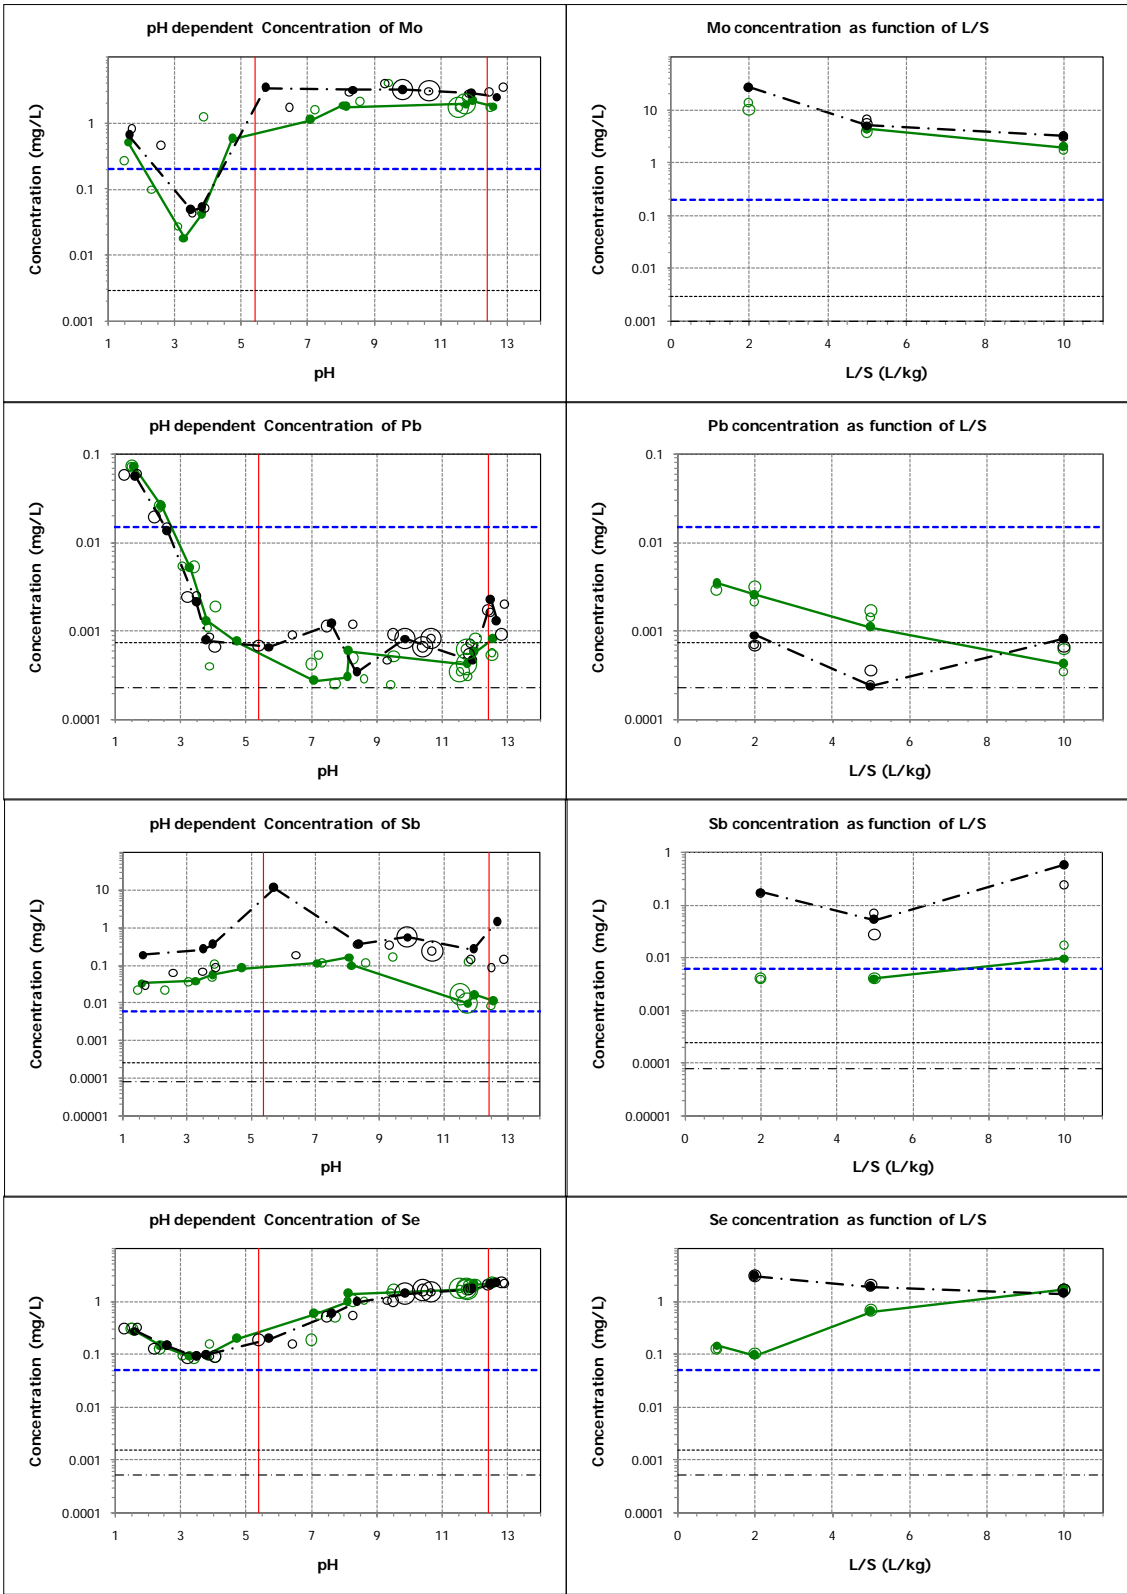 pH dependent Concentration of Mo
Concentration (mg/L)
1
0.1
0.01
0.001
1 3 5 7 9 11 13
pH
Mo concentration as function of L/S
Concentration (mg/L)
10
1
0.1
0.01
0.001
0 2 4 6 8 10
L/S (L/kg)
pH dependent Concentration of Pb
Concentration (mg/L)
0.1
0.01
0.001
0.0001
1 3 5 7 9 11 13
pH
Pb concentration as function of L/S
Concentration (mg/L)
0.1
0.01
0.001
0.0001
0 2 4 6 8 10
L/S (L/kg)
pH dependent Concentration of Sb
Concentration (mg/L)
10
1
0.1
0.01
0.001
0.0001
0.00001
1 3 5 7 9 11 13
pH
Sb concentration as function of L/S
Concentration (mg/L)
1
0.1
0.01
0.001
0.0001
0.00001
0 2 4 6 8 10
L/S (L/kg)
pH dependent Concentration of Se
Concentration (mg/L)
1
0.1
0.01
0.001
0.0001
1 3 5 7 9 11 13
pH
Se concentration as function of L/S
Concentration (mg/L)
1
0.1
0.01
0.001
0.0001
0 2 4 6 8 10
L/S (L/kg)